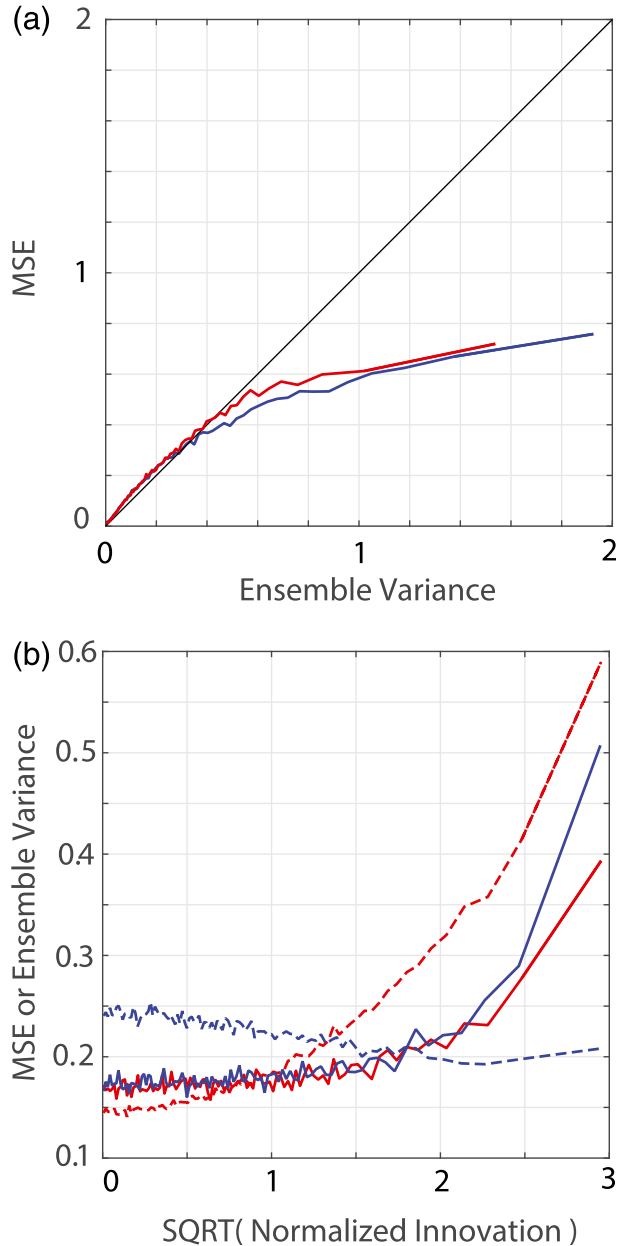 (a)
2
1
0
MSE
0
1
2
Ensemble Variance
(b)
0.6
0.5
0.4
0.3
0.2
0.1
MSE or Ensemble Variance
0
1
2
3
SQRT( Normalized Innovation )